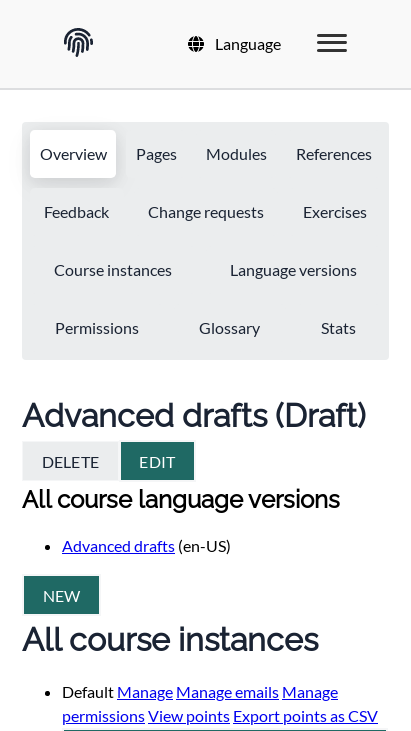 Language
Overview Pages Modules References
Feedback Change requests Exercises
Course instances Language versions
Permissions Glossary Stats
Advanced drafts (Draft)
DELETE EDIT
All course language versions
Advanced drafts (en-US)
NEW
All course instances
Default Manage Manage emails Manage
permissions View points Export points as CSV